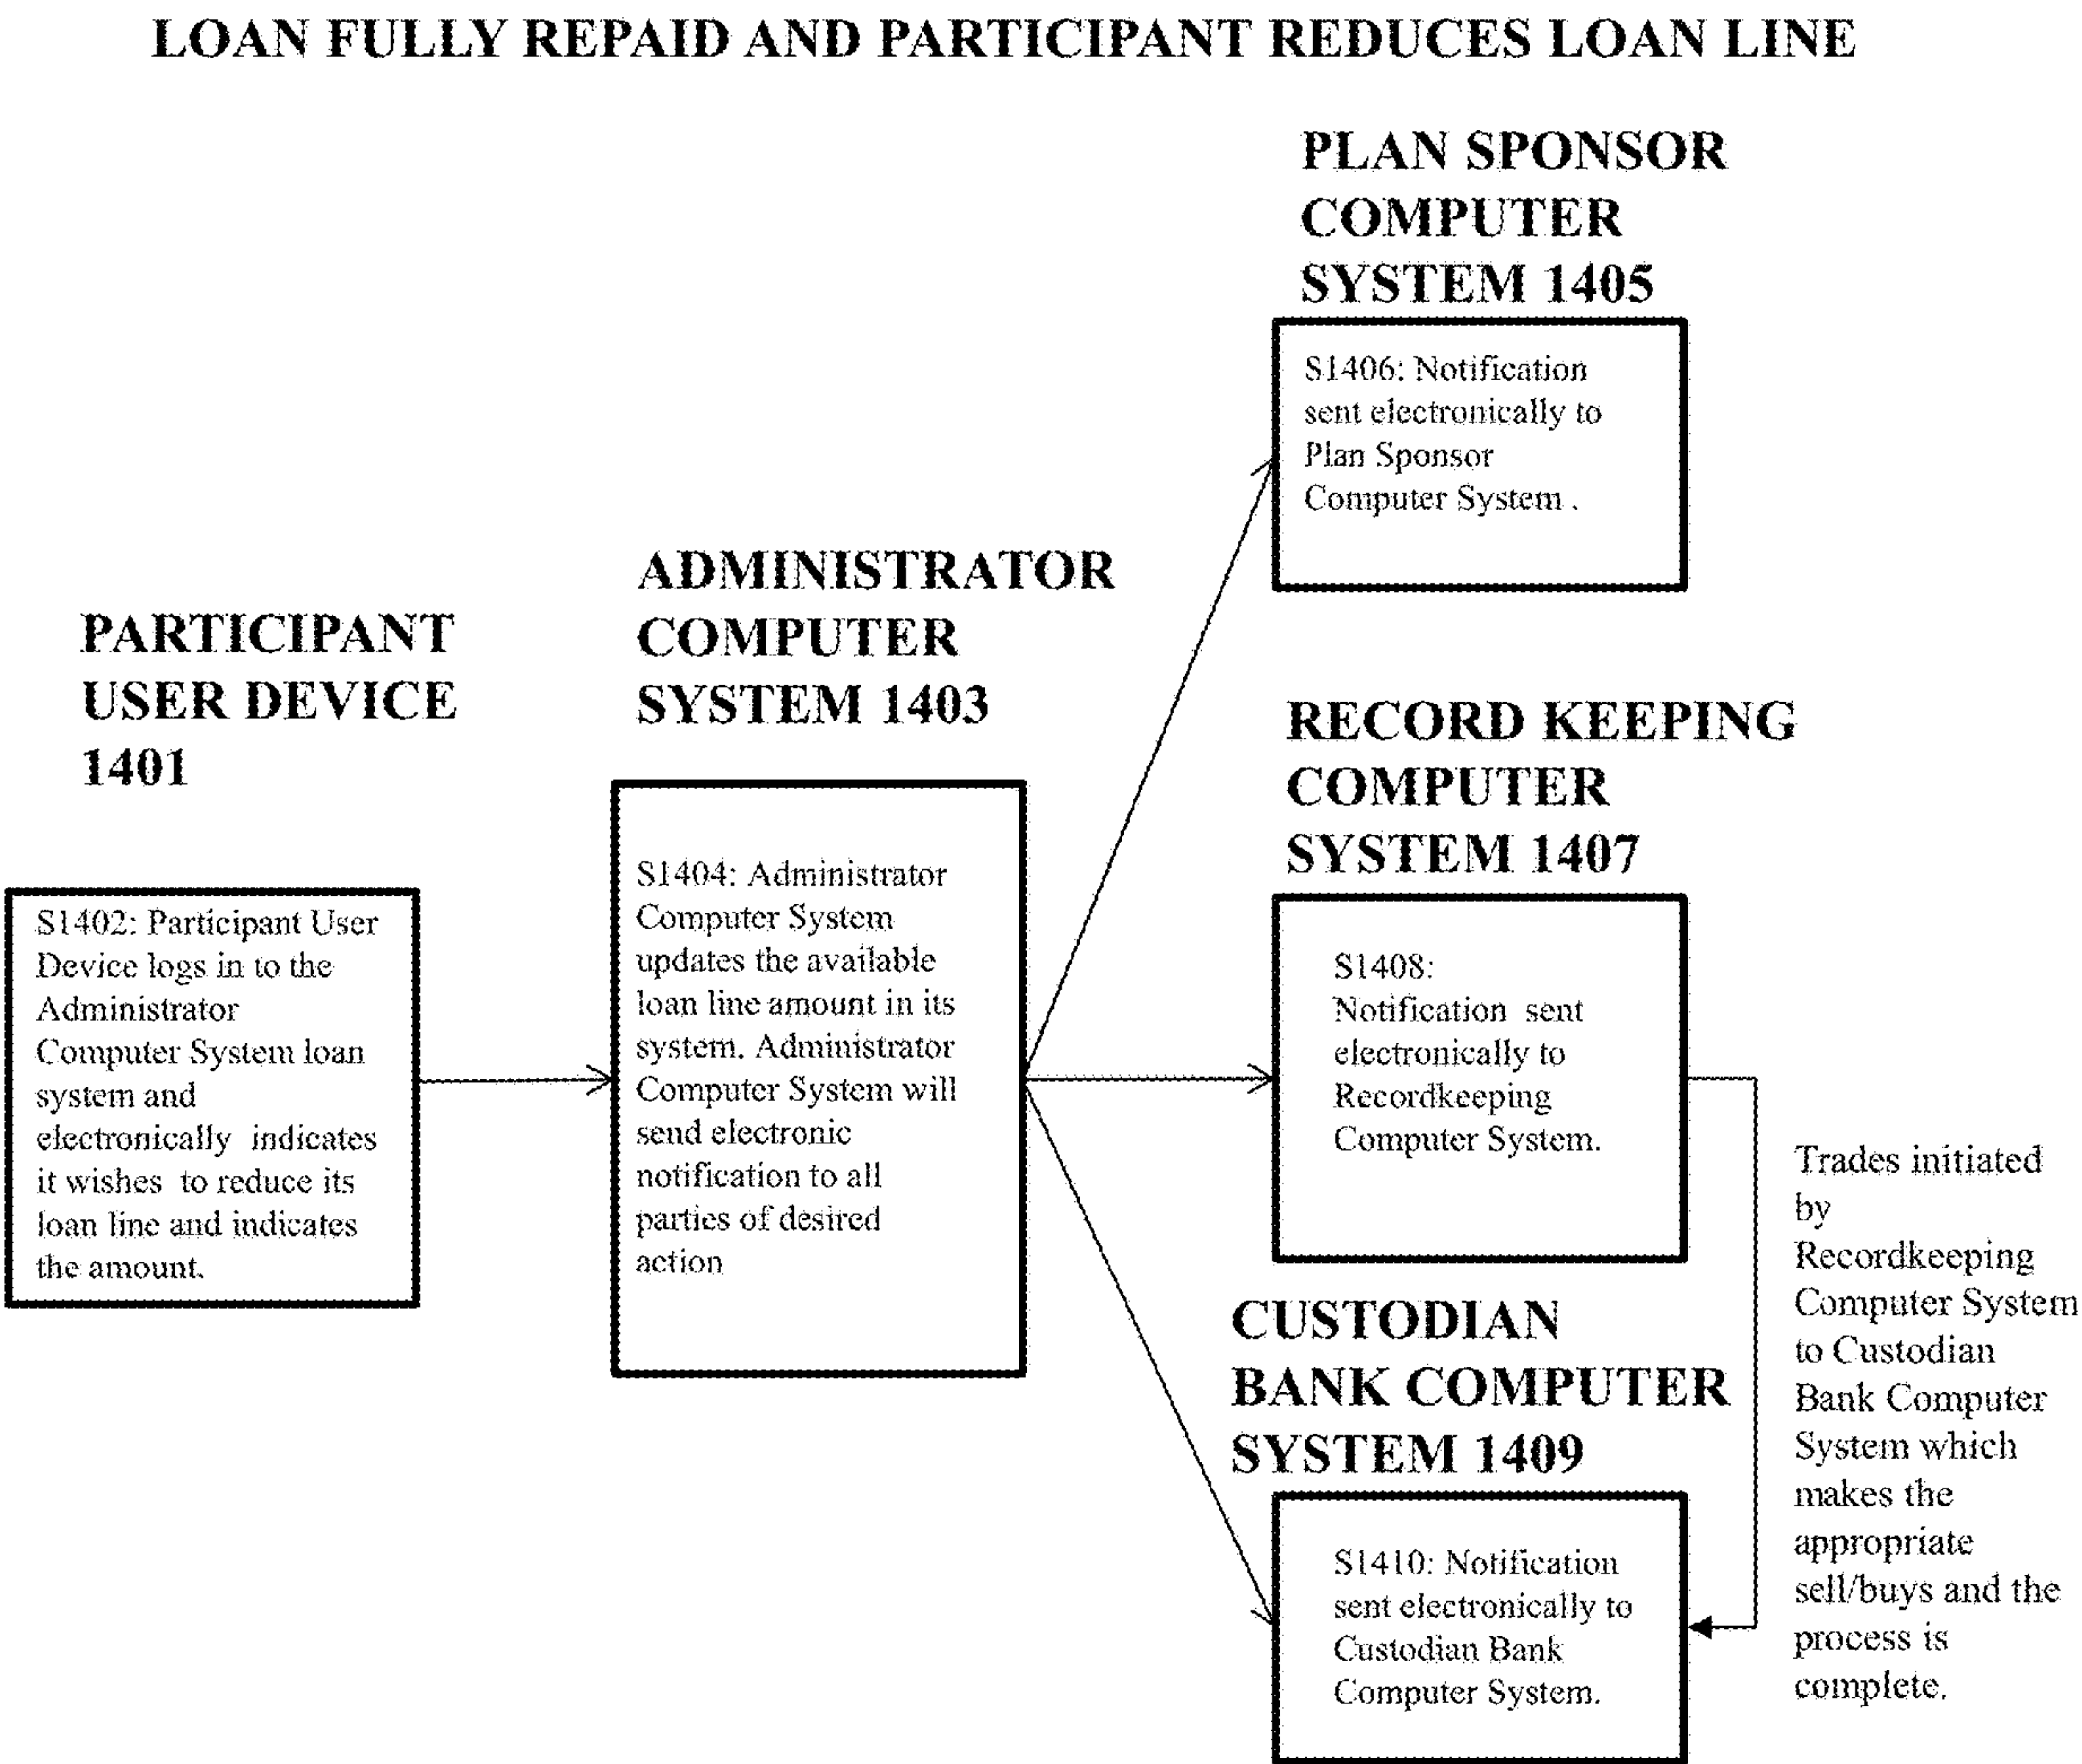 LOAN FULLY REPAID AND PARTICIPANT REDUCES LOAN LINE
PARTICIPANT
USER DEVICE
1401
S1402: Participant User
Device logs in to the
Administrator
Computer System loan
system and
electronically indicates
it wishes to reduce its
loan line and indicates
the amount.
ADMINISTRATOR
COMPUTER
SYSTEM 1403
S1404: Administrator
Computer System
updates the available
loan line amount in its
system. Administrator
Computer System will
send electronic
notification to all
parties of desired
action
PLAN SPONSOR
COMPUTER
SYSTEM 1405
S1406: Notification
sent electronically to
Plan Sponsor
Computer System .
RECORD KEEPING
COMPUTER
SYSTEM 1407
S1408:
Notification sent
electronically to
Recordkeeping
Computer System.
CUSTODIAN
BANK COMPUTER
SYSTEM 1409
S1410: Notification
sent electronically to
Custodian Bank
Computer System.
Trades initiated
by
Recordkeeping
Computer System
to Custodian
Bank Computer
System which
makes the
appropriate
sell/buys and the
process is
complete.